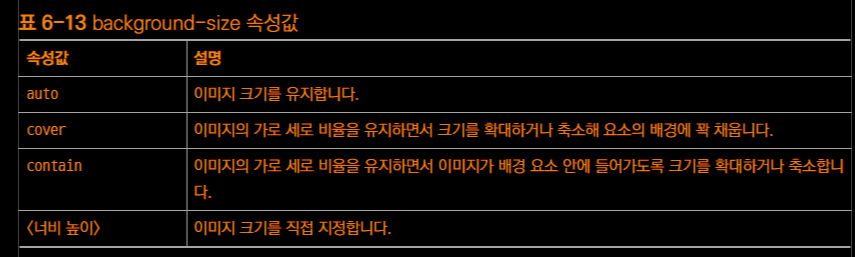 표 6-13 background-size 속성값
속성값 설명
auto 이미지 크기를 유지합니다.
cover 이미지의 가로 세로 비율을 유지하면서 크기를 확대하거나 축소해 요소의 배경에 꽉 채웁니다.
contain 이미지의 가로 세로 비율을 유지하면서 이미지가 배경 요소 안에 들어가도록 크기를 확대하거나 축소합니
다.
<너비 높이> 이미지 크기를 직접 지정합니다.